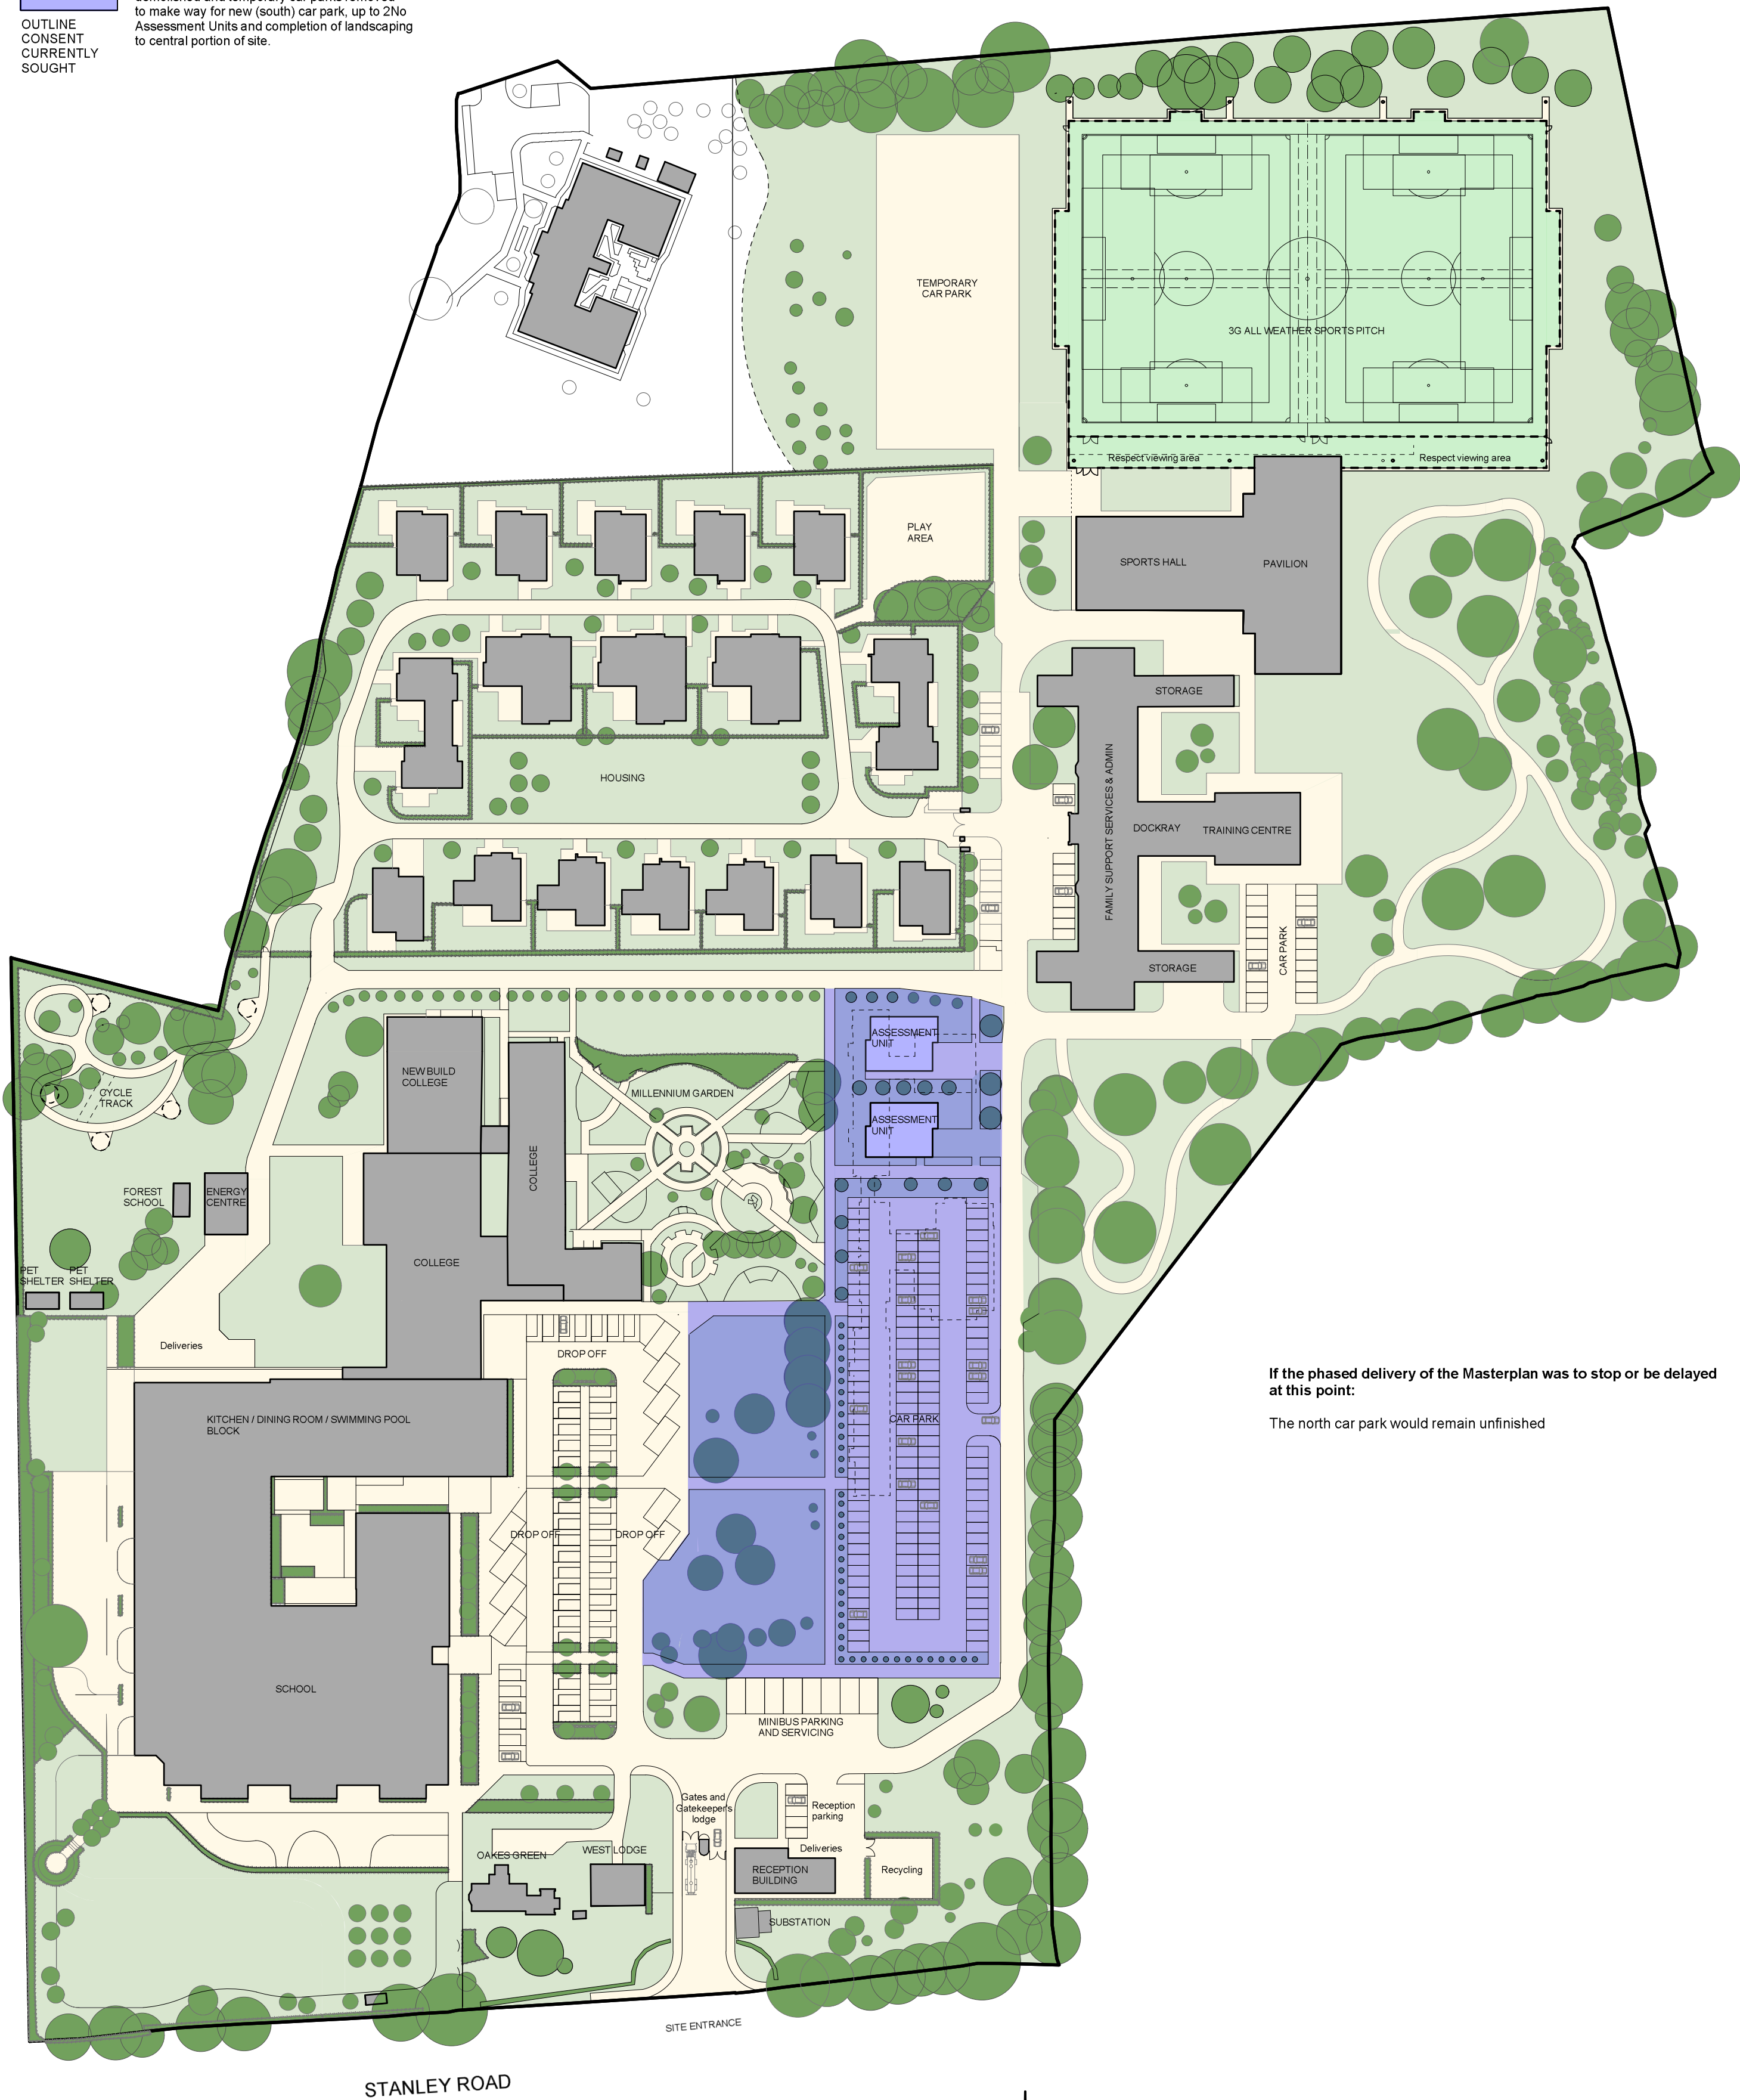 demolished and temporary car parks removed
to make way for new (south) car park, up to 2No
Assessment Units and completion of landscaping
to central portion of site.
OUTLINE
CONSENT
CURRENTLY
SOUGHT
TEMPORARY
CAR PARK
3G ALL WEATHER SPORTS PITCH
Respect viewing area
Respect viewing area
PLAY
AREA
SPORTS HALL
PAVILION
STORAGE
FAMILY SUPPORT SERVICES & ADMIN
HOUSING
DOCKRAY
TRAINING CENTRE
CAR PARK
STORAGE
ASSESSMENT
UNIT
NEW BUILD
COLLEGE
MILLENNIUM GARDEN
CYCLE
TRACK
ASSESSMENT
UNIT
COLLEGE
FOREST
SCHOOL
ENERGY
CENTRE
PET
SHELTER
PET
SHELTER
COLLEGE
Deliveries
DROP OFF
If the phased delivery of the Masterplan was to stop or be delayed
at this point:
The north car park would remain unfinished
KITCHEN / DINING ROOM / SWIMMING POOL
BLOCK
CAR PARK
DROP OFF
DROP OFF
SCHOOL
MINIBUS PARKING
AND SERVICING
Gates and
Gatekeeper's
lodge
Reception
parking
Deliveries
OAKES GREEN
WEST LODGE
RECEPTION
BUILDING
Recycling
SUBSTATION
SITE ENTRANCE
STANLEY ROAD